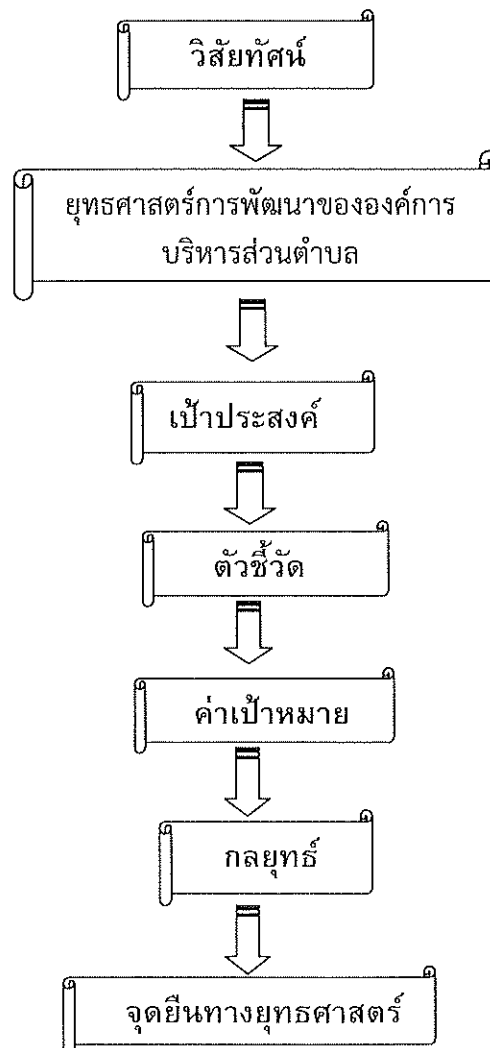 วิสัยทัศน์
ยุทธศาสตร์การพัฒนาขององค์การ
บริหารส่วนตำบล
เป้าประสงค์
ตัวชี้วัด
ค่าเป้าหมาย
กลยุทธ์
จุดยืนทางยุทธศาสตร์